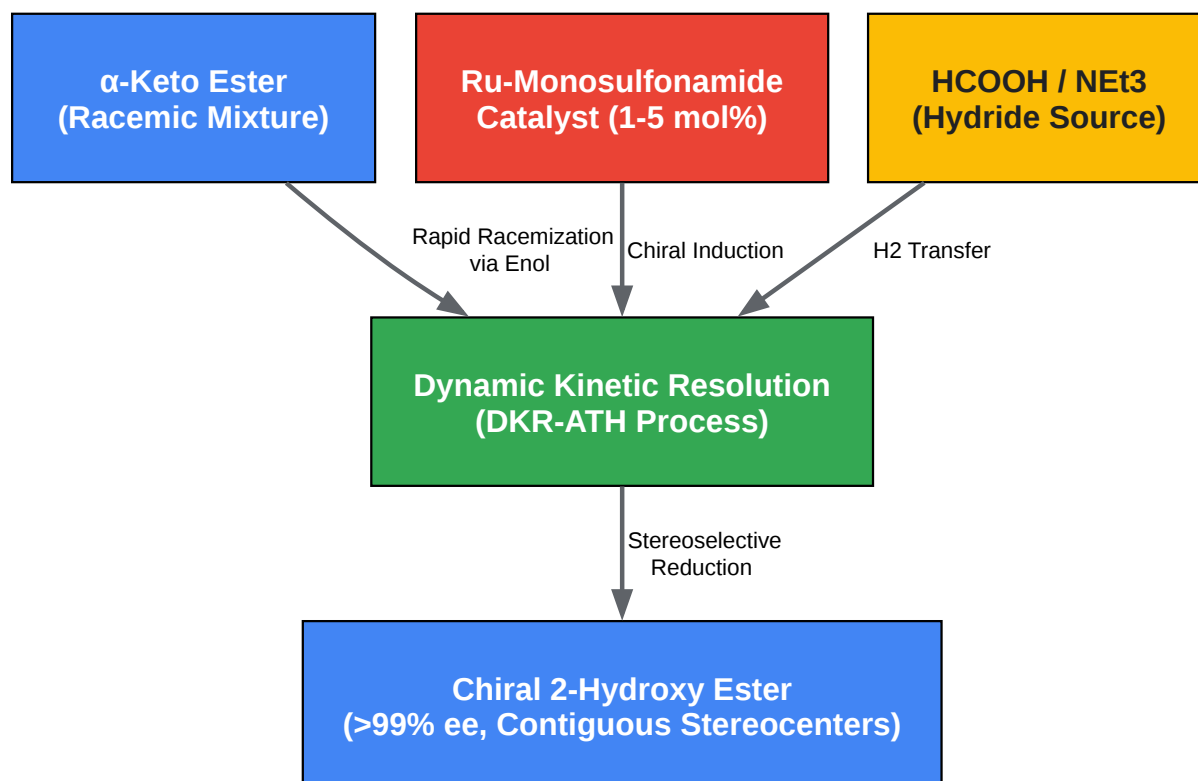 α-Keto Ester
(Racemic Mixture)
Ru-Monosulfonamide
Catalyst (1-5 mol%)
HCOOH / NEt3
(Hydride Source)
Rapid Racemization
via Enol
Chiral Induction
H2 Transfer
Dynamic Kinetic Resolution
(DKR-ATH Process)
Stereoselective
Reduction
Chiral 2-Hydroxy Ester
(>99% ee, Contiguous Stereocenters)